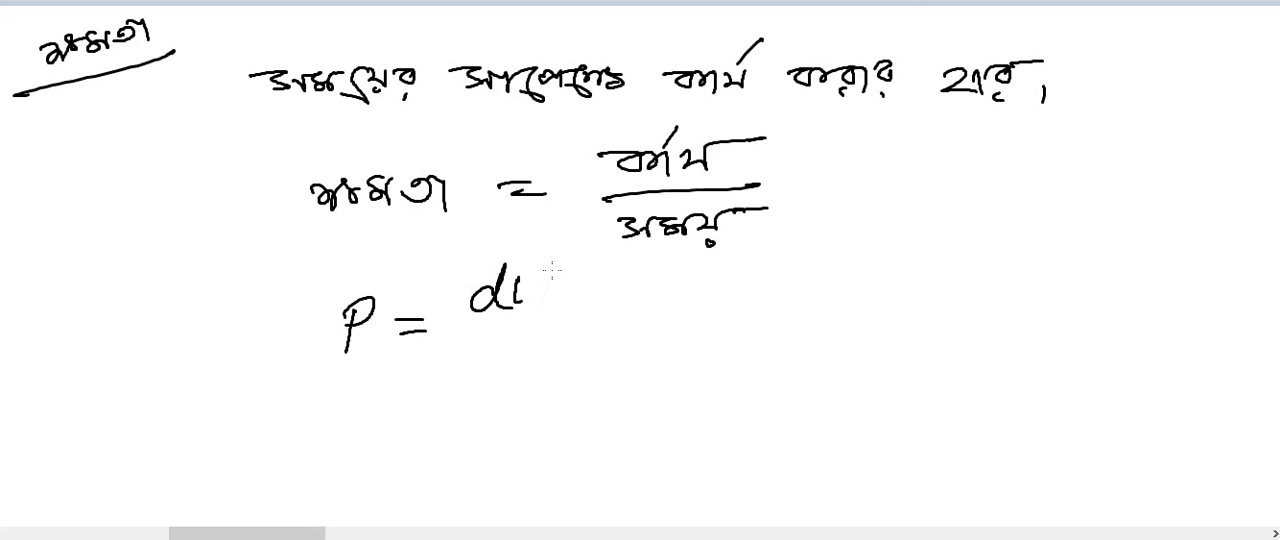 ক্ষমতা
সময়ের সাপেক্ষে কার্য করার হার।
ক্ষমতা = কার্য / সময়
P = d